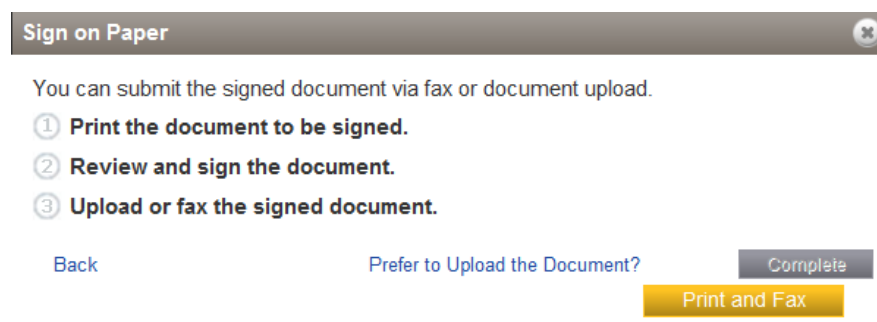 Sign on Paper
You can submit the signed document via fax or document upload.
1 Print the document to be signed.
2 Review and sign the document.
3 Upload or fax the signed document.
Back Prefer to Upload the Document? Complete
Print and Fax